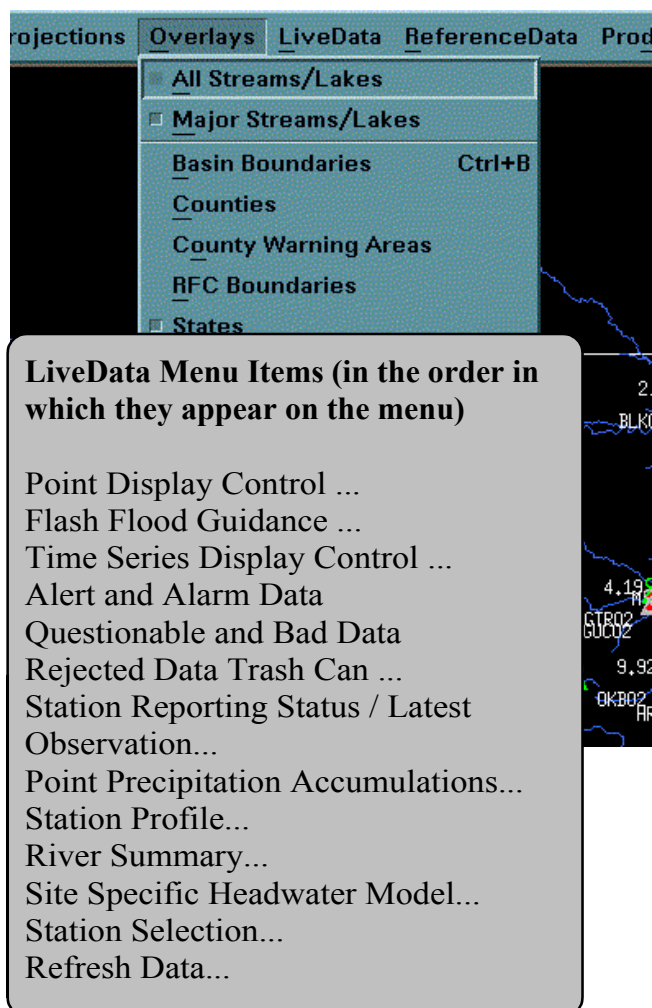 rojections Overlays LiveData ReferenceData Prod
All Streams/Lakes
Major Streams/Lakes
Basin Boundaries Ctrl+B
Counties
County Warning Areas
RFC Boundaries
States
LiveData Menu Items (in the order in
which they appear on the menu)
Point Display Control ...
Flash Flood Guidance ...
Time Series Display Control ...
Alert and Alarm Data
Questionable and Bad Data
Rejected Data Trash Can ...
Station Reporting Status / Latest
Observation...
Point Precipitation Accumulations...
Station Profile...
River Summary...
Site Specific Headwater Model...
Station Selection...
Refresh Data...
2.
BLKO
4.19
GTRO2
GUCO2
9.92
OKBO2
AR